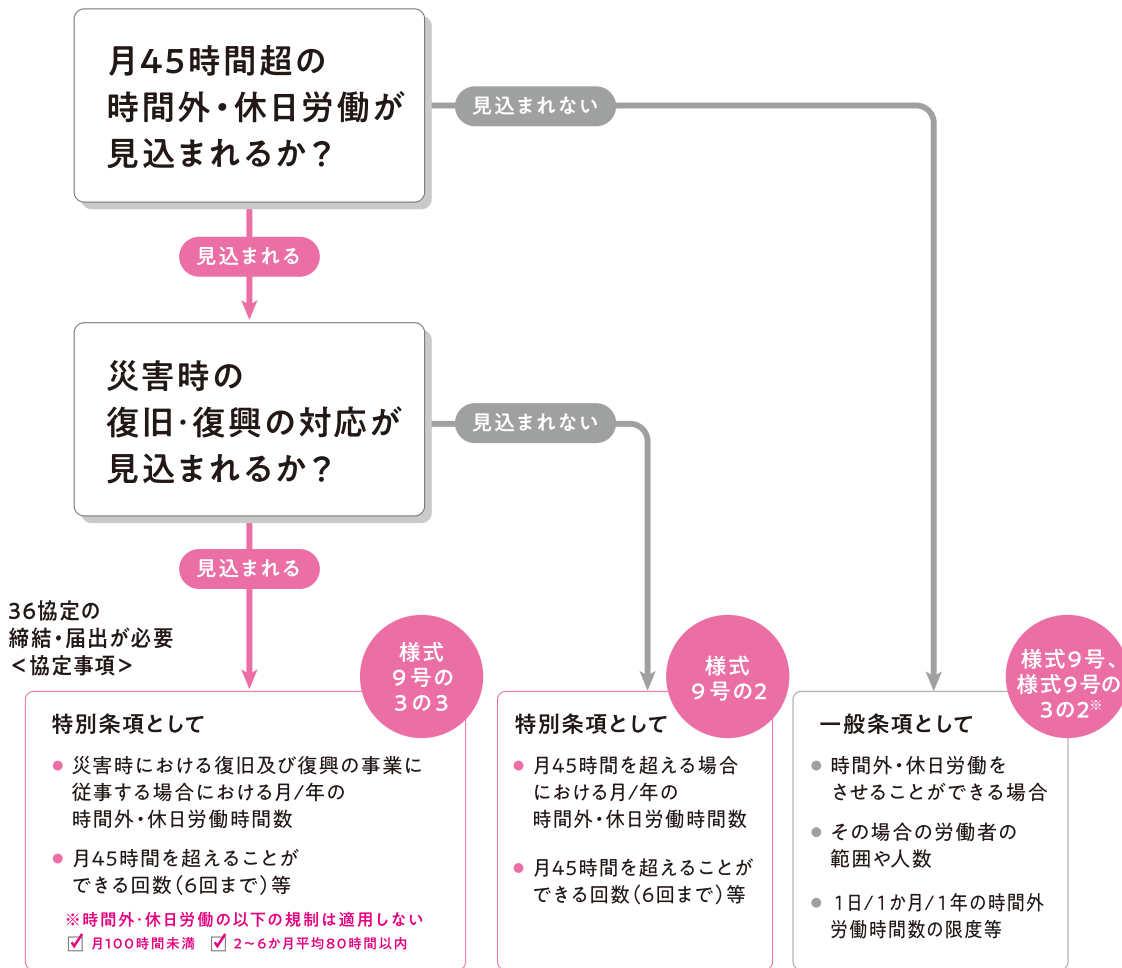 月45時間超の
時間外・休日労働が
見込まれるか？
見込まれない
見込まれる
災害時の
復旧・復興の対応が
見込まれるか？
見込まれない
見込まれる
36協定の
締結・届出が必要
＜協定事項＞
様式
9号の
3の3
特別条項として
● 災害時における復旧及び復興の事業に
従事する場合における月/年の
時間外・休日労働時間数
● 月45時間を超えることが
できる回数（6回まで）等
※時間外・休日労働の以下の規制は適用しない
☑ 月100時間未満 ☑ 2〜6か月平均80時間以内
様式
9号の2
特別条項として
● 月45時間を超える場合
における月/年の
時間外・休日労働時間数
● 月45時間を超えることが
できる回数（6回まで）等
様式9号、
様式9号の
3の2※
一般条項として
● 時間外・休日労働を
させることができる場合
● その場合の労働者の
範囲や人数
● 1日/1か月/1年の時間外
労働時間数の限度等